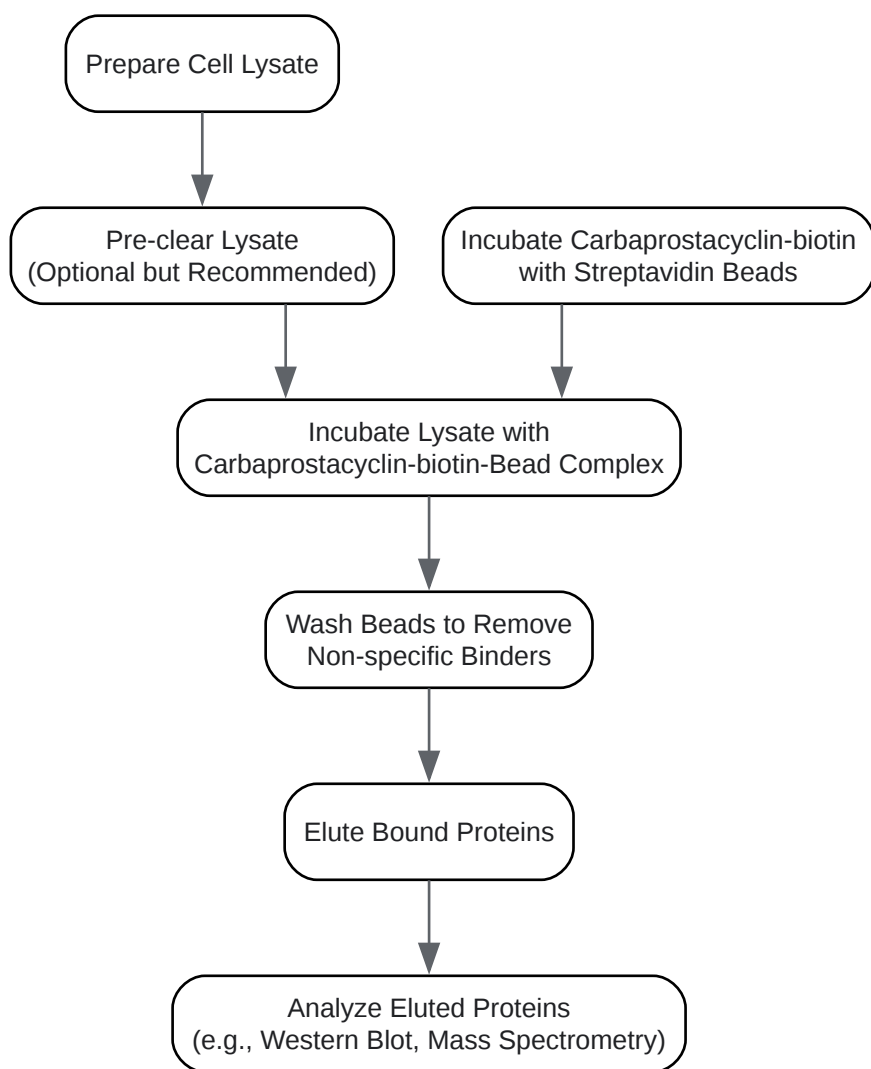 Prepare Cell Lysate
Pre-clear Lysate
(Optional but Recommended)
Incubate Carbaprostacyclin-biotin
with Streptavidin Beads
Incubate Lysate with
Carbaprostacyclin-biotin-Bead Complex
Wash Beads to Remove
Non-specific Binders
Elute Bound Proteins
Analyze Eluted Proteins
(e.g., Western Blot, Mass Spectrometry)